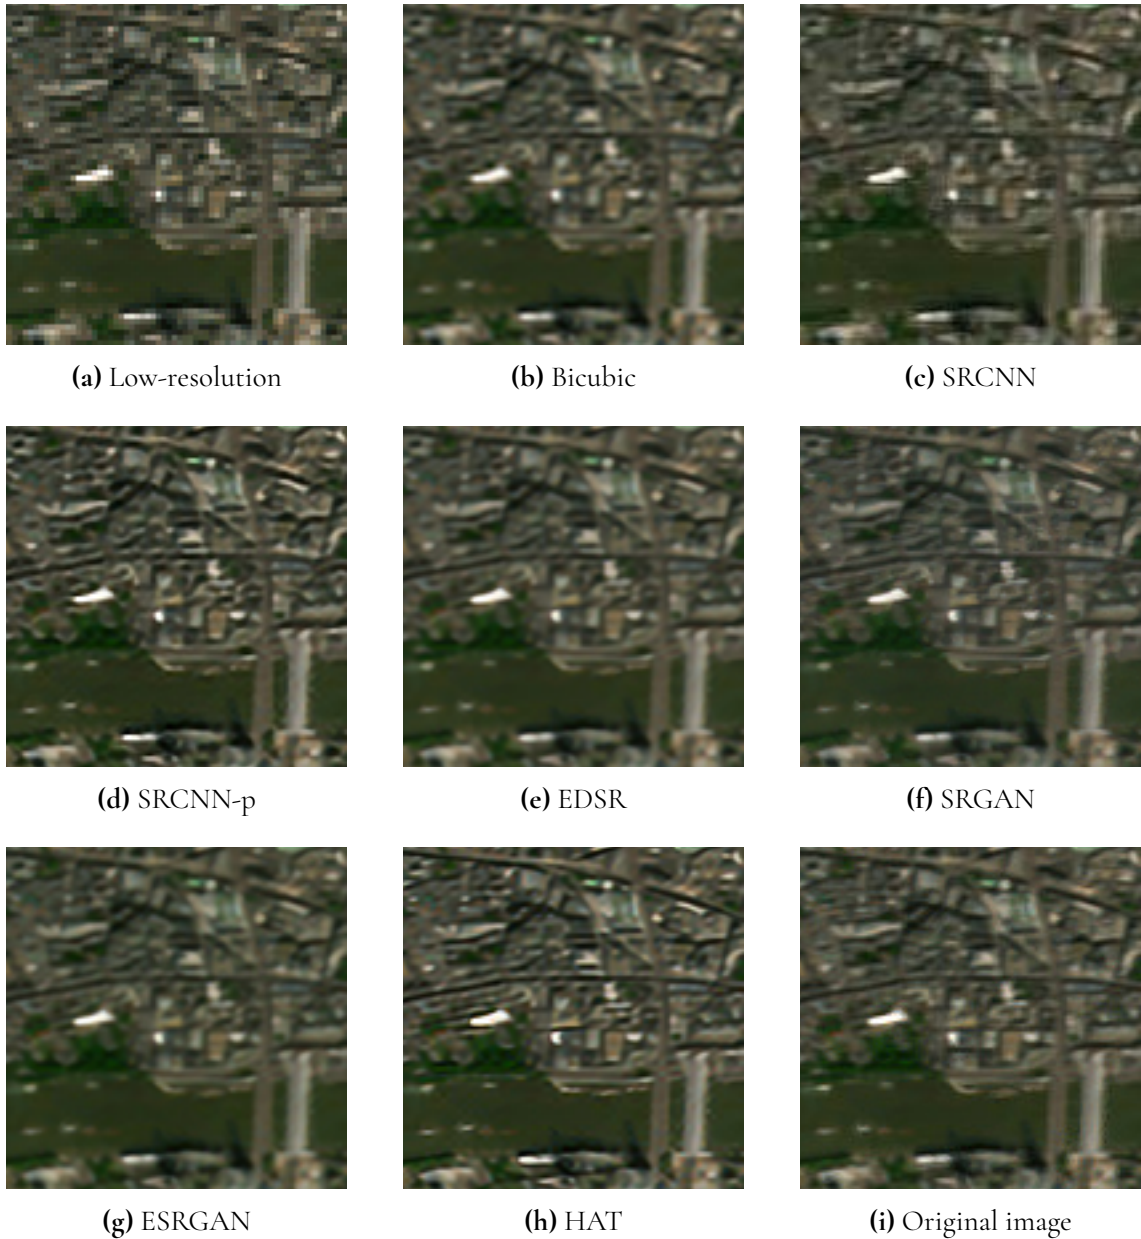 (a) Low-resolution
(b) Bicubic
(c) SRCNN
(d) SRCNN-p
(e) EDSR
(f) SRGAN
(g) ESRGAN
(h) HAT
(i) Original image